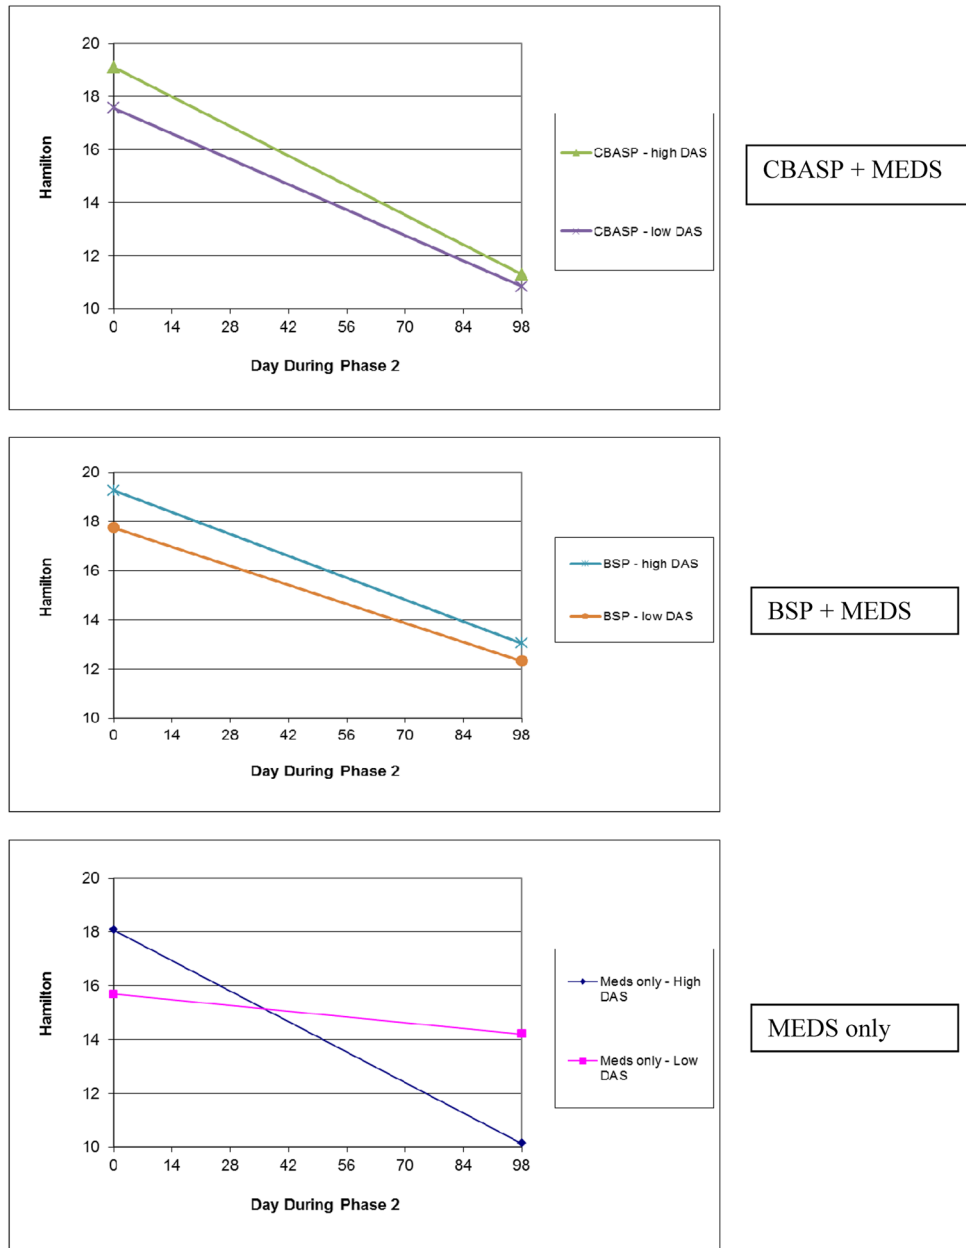 20
18
16
14
12
10
Hamilton
0 14 28 42 56 70 84 98
Day During Phase 2
CBASP - high DAS
CBASP - low DAS
CBASP + MEDS
20
18
16
14
12
10
Hamilton
0 14 28 42 56 70 84 98
Day During Phase 2
BSP - high DAS
BSP - low DAS
BSP + MEDS
20
18
16
14
12
10
Hamilton
0 14 28 42 56 70 84 98
Day During Phase 2
Meds only - High
DAS
Meds only - Low
DAS
MEDS only